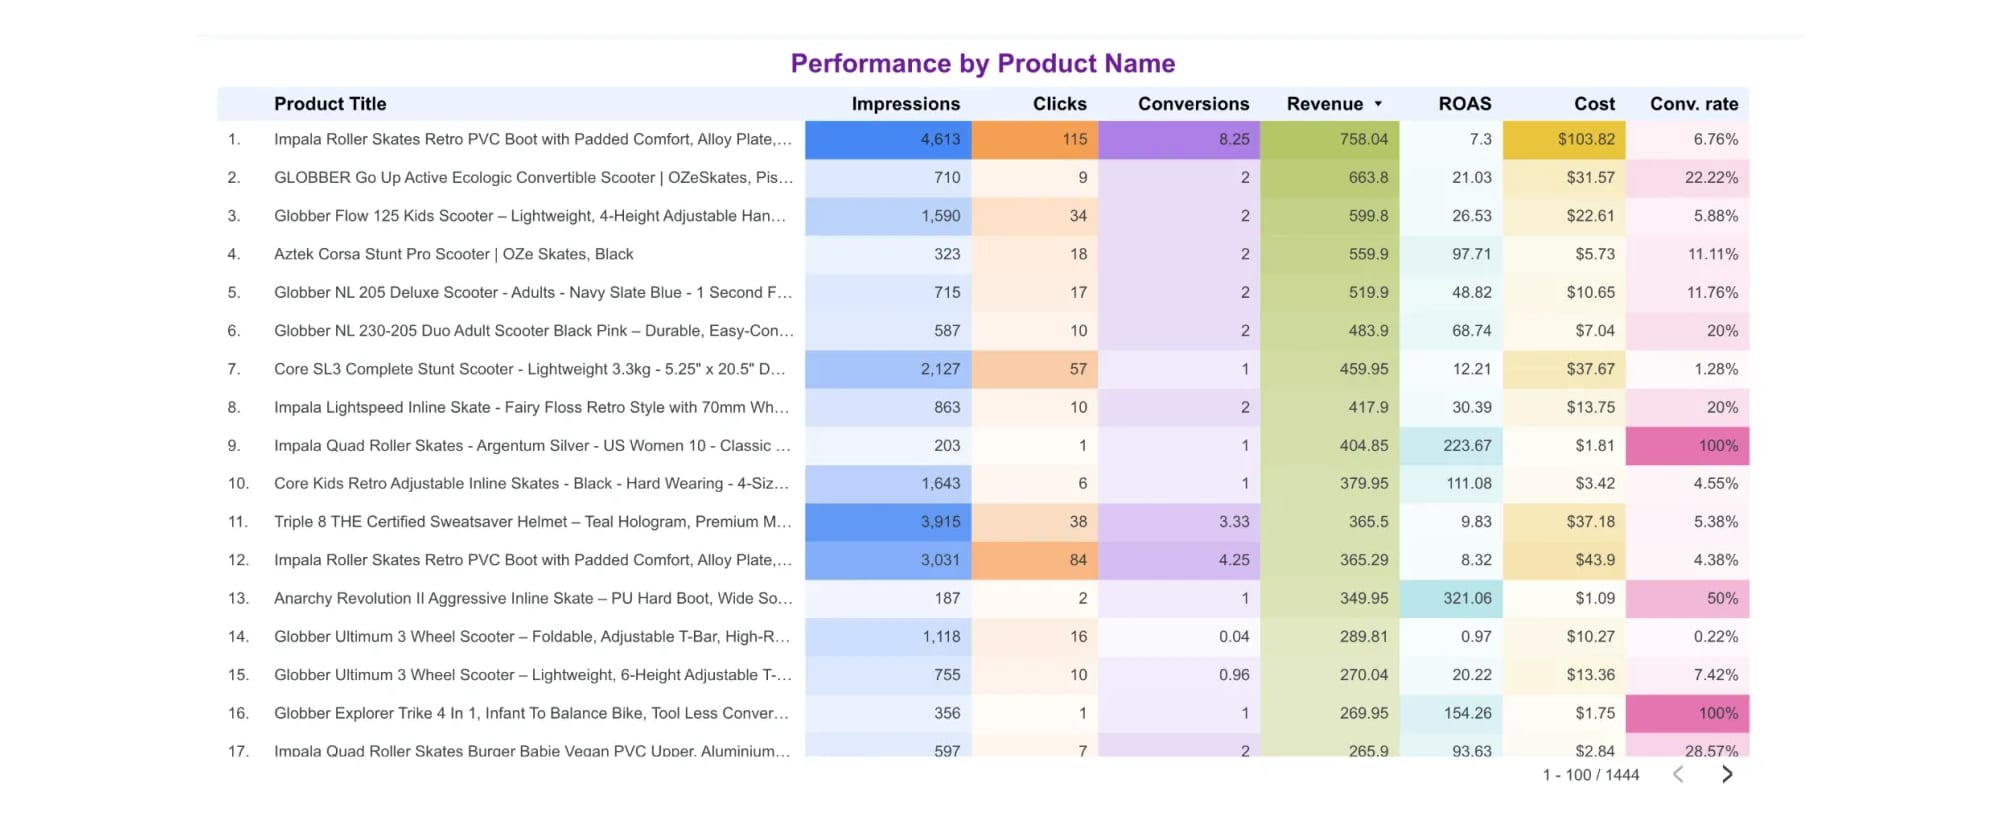 Performance by Product Name
Product Title Impressions Clicks Conversions Revenue ROAS Cost Conv. rate
1. Impala Roller Skates Retro PVC Boot with Padded Comfort, Alloy Plate,... 4,613 115 8.25 758.04 7.3 $103.82 6.76%
2. GLOBBER Go Up Active Ecologic Convertible Scooter | OZeSkates, Pis... 710 9 2 663.8 21.03 $31.57 22.22%
3. Globber Flow 125 Kids Scooter – Lightweight, 4-Height Adjustable Han... 1,590 34 2 599.8 26.53 $22.61 5.88%
4. Aztek Corsa Stunt Pro Scooter | OZe Skates, Black 323 18 2 559.9 97.71 $5.73 11.11%
5. Globber NL 205 Deluxe Scooter - Adults - Navy Slate Blue - 1 Second F... 715 17 2 519.9 48.82 $10.65 11.76%
6. Globber NL 230-205 Duo Adult Scooter Black Pink – Durable, Easy-Con... 587 10 2 483.9 68.74 $7.04 20%
7. Core SL3 Complete Stunt Scooter - Lightweight 3.3kg - 5.25" x 20.5" D... 2,127 57 1 459.95 12.21 $37.67 1.28%
8. Impala Lightspeed Inline Skate - Fairy Floss Retro Style with 70mm Wh... 863 10 2 417.9 30.39 $13.75 20%
9. Impala Quad Roller Skates - Argentum Silver - US Women 10 - Classic ... 203 1 1 404.85 223.67 $1.81 100%
10. Core Kids Retro Adjustable Inline Skates - Black - Hard Wearing - 4-Siz... 1,643 6 1 379.95 111.08 $3.42 4.55%
11. Triple 8 THE Certified Sweatsaver Helmet – Teal Hologram, Premium M... 3,915 38 3.33 365.5 9.83 $37.18 5.38%
12. Impala Roller Skates Retro PVC Boot with Padded Comfort, Alloy Plate,... 3,031 84 4.25 365.29 8.32 $43.9 4.38%
13. Anarchy Revolution II Aggressive Inline Skate – PU Hard Boot, Wide So... 187 2 1 349.95 321.06 $1.09 50%
14. Globber Ultimum 3 Wheel Scooter – Foldable, Adjustable T-Bar, High-R... 1,118 16 0.04 289.81 0.97 $10.27 0.22%
15. Globber Ultimum 3 Wheel Scooter – Lightweight, 6-Height Adjustable T-... 755 10 0.96 270.04 20.22 $13.36 7.42%
16. Globber Explorer Trike 4 In 1, Infant To Balance Bike, Tool Less Conver... 356 1 1 269.95 154.26 $1.75 100%
17. Impala Quad Roller Skates Burger Babie Vegan PVC Upper, Aluminium... 597 7 2 265.9 93.63 $2.84 28.57%
1 - 100 / 1444